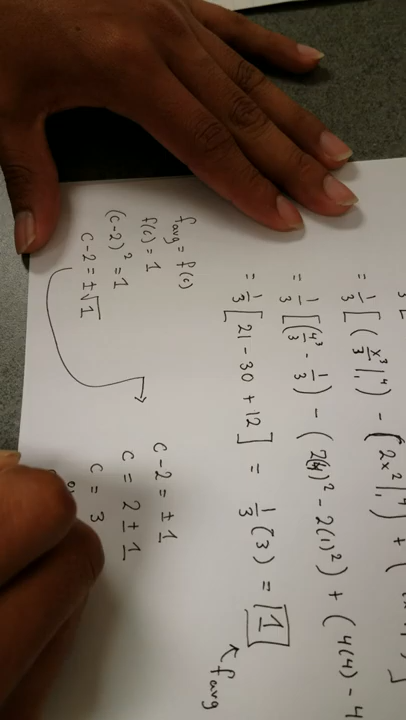 = 1/3 [ ( x³/3 |₁⁴ ) - ( 2x² |₁⁴ ) + (
= 1/3 [ ( 4³/3 - 1/3 ) - ( 2(4)² - 2(1)² ) + ( 4(4) - 4
= 1/3 [ 21 - 30 + 12 ] = 1/3 (3) = 1
f avg
f avg = f(c)
f(c) = 1
(c-2)² = 1
c-2 = ±√1
c-2 = ±1
c = 2 ± 1
c = 3